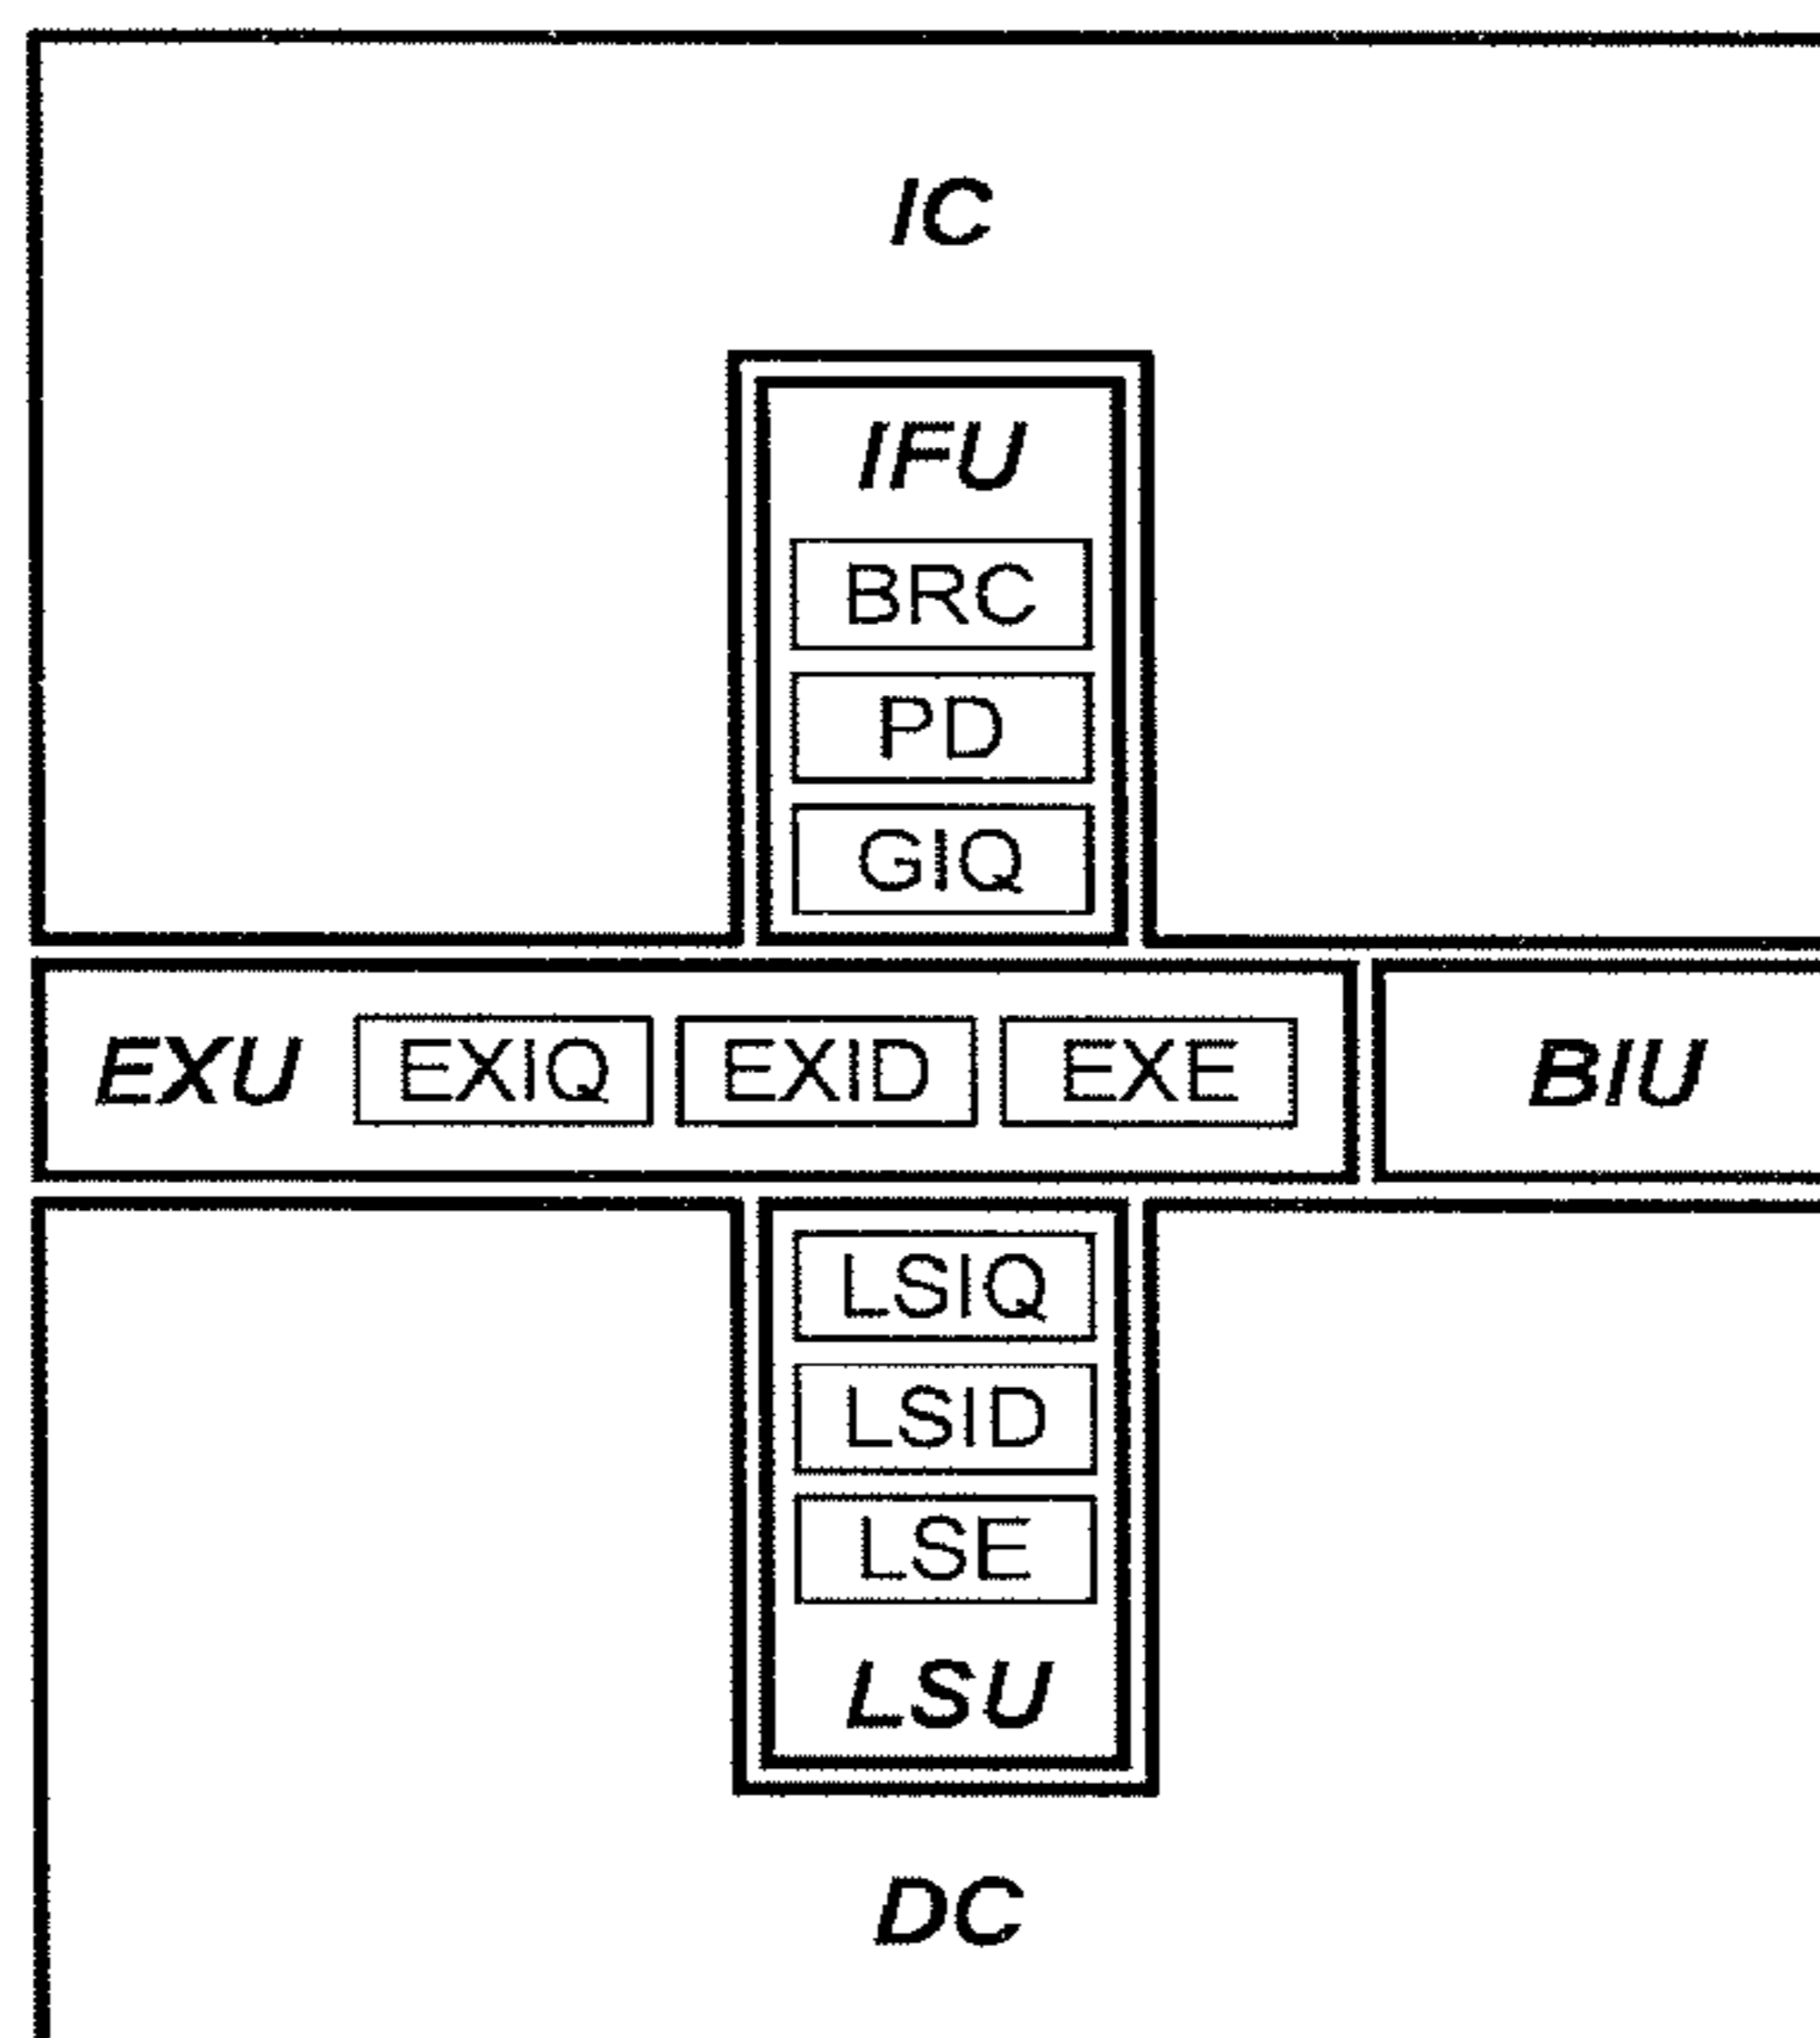 IC
IFU
BRC
PD
GIQ
EXU EXIQ EXID EXE BIU
LSIQ
LSID
LSE
LSU
DC